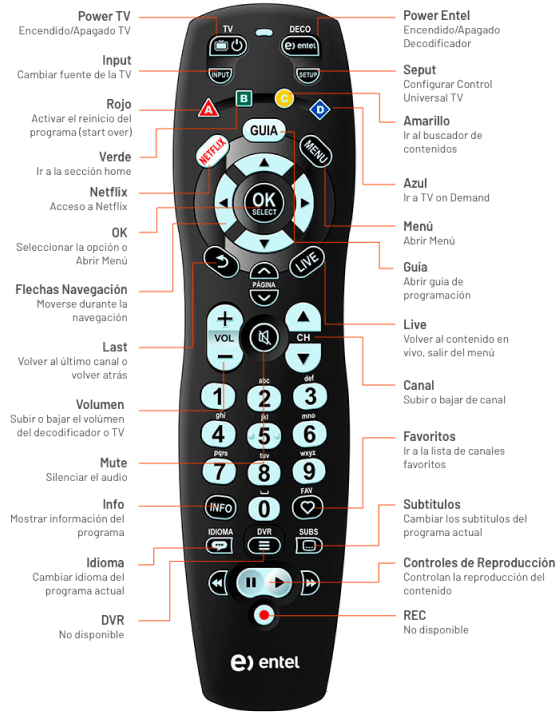 Power TV
Encendido/Apagado TV
Input
Cambiar fuente de la TV
Rojo
Activar el reinicio del
programa (start over)
Verde
Ir a la sección home
Netflix
Acceso a Netflix
OK
Seleccionar la opción o
Abrir Menú
Flechas Navegación
Moverse durante la
navegación
Last
Volver al último canal o
volver atrás
Volumen
Subir o bajar el volúmen
del decodificador o TV
Mute
Silenciar el audio
Info
Mostrar información del
programa
Idioma
Cambiar idioma del
programa actual
DVR
No disponible
TV
DECO
e) entel
INPUT
SETUP
A
B
C
D
GUIA
NETFLIX
MENU
OK
SELECT
LIVE
PÁGINA
+
VOL
−
CH
abc
def
1
2
3
ghi
jkl
mno
4
5
6
pqrs
tuv
wxyz
7
8
9
FAV
INFO
0
IDIOMA
DVR
SUBS
e) entel
Power Entel
Encendido/Apagado
Decodificador
Seput
Configurar Control
Universal TV
Amarillo
Ir al buscador de
contenidos
Azul
Ir a TV on Demand
Menú
Abrir Menú
Guía
Abrir guía de
programación
Live
Volver al contenido en
vivo, salir del menú
Canal
Subir o bajar de canal
Favoritos
Ir a la lista de canales
favoritos
Subtítulos
Cambiar los subtítulos del
programa actual
Controles de Reproducción
Controlan la reproducción del
contenido
REC
No disponible